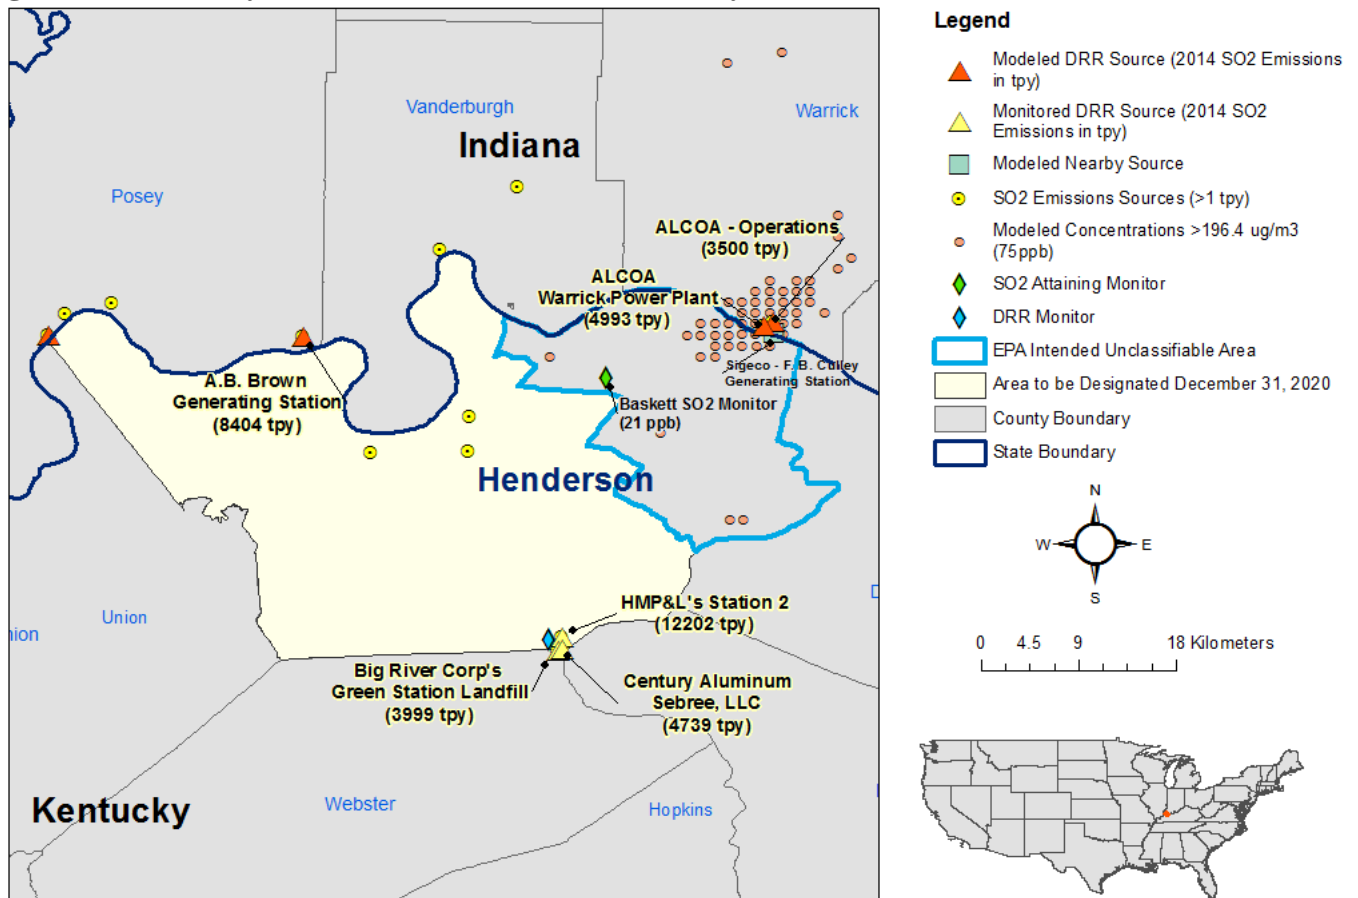 Vanderburgh
Warrick
Indiana
Posey
ALCOA - Operations
(3500 tpy)
ALCOA
Warrick Power Plant
(4993 tpy)
Sigeco - F. B. Culley
Generating Station
A.B. Brown
Generating Station
(8404 tpy)
Baskett SO2 Monitor
(21 ppb)
Henderson
Union
HMP&L's Station 2
(12202 tpy)
Big River Corp's
Green Station Landfill
(3999 tpy)
Century Aluminum
Sebree, LLC
(4739 tpy)
Kentucky
Webster
Hopkins
Legend
Modeled DRR Source (2014 SO2 Emissions
in tpy)
Monitored DRR Source (2014 SO2
Emissions in tpy)
Modeled Nearby Source
SO2 Emissions Sources (>1 tpy)
Modeled Concentrations >196.4 ug/m3
(75ppb)
SO2 Attaining Monitor
DRR Monitor
EPA Intended Unclassifiable Area
Area to be Designated December 31, 2020
County Boundary
State Boundary
N
W E
S
0 4.5 9 18 Kilometers